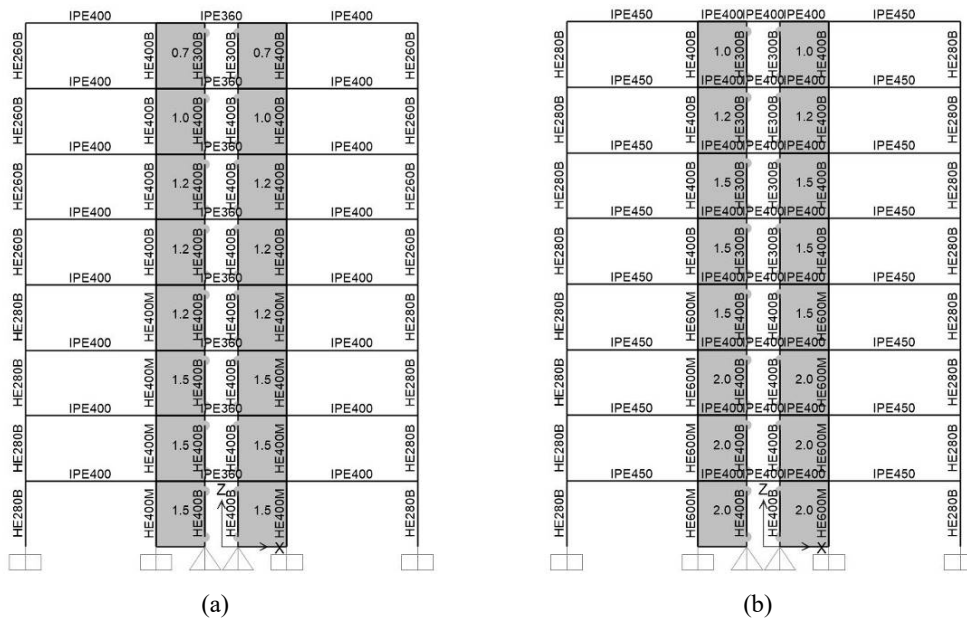 IPE400 IPE360 IPE400
HE260B HE400B 0.7 HE300B HE300B 0.7 HE400B HE260B
IPE400 IPE360 IPE400
HE260B HE400B 1.0 HE400B HE400B 1.0 HE400B HE260B
IPE400 IPE360 IPE400
HE260B HE400B 1.2 HE400B HE400B 1.2 HE400B HE260B
IPE400 IPE360 IPE400
HE260B HE400B 1.2 HE400B HE400B 1.2 HE400B HE260B
IPE400 IPE360 IPE400
HE280B HE400M 1.2 HE400B HE400B 1.2 HE400M HE280B
IPE400 IPE360 IPE400
HE280B HE400M 1.5 HE400B HE400B 1.5 HE400M HE280B
IPE400 IPE360 IPE400
HE280B HE400M 1.5 HE400B HE400B 1.5 HE400M HE280B
IPE400 IPE360 IPE400
HE280B HE400M 1.5 HE400B HE400B 1.5 HE400M HE280B
Z
X
(a)
IPE450 IPE400 IPE400 IPE400 IPE450
HE280B HE400B 1.0 HE300B HE300B 1.0 HE400B HE280B
IPE450 IPE400 IPE400 IPE400 IPE450
HE280B HE400B 1.2 HE300B HE300B 1.2 HE400B HE280B
IPE450 IPE400 IPE400 IPE400 IPE450
HE280B HE400B 1.5 HE300B HE300B 1.5 HE400B HE280B
IPE450 IPE400 IPE400 IPE400 IPE450
HE280B HE400B 1.5 HE300B HE300B 1.5 HE400B HE280B
IPE450 IPE400 IPE400 IPE400 IPE450
HE280B HE600M 1.5 HE400B HE400B 1.5 HE600M HE280B
IPE450 IPE400 IPE400 IPE400 IPE450
HE280B HE600M 2.0 HE400B HE400B 2.0 HE600M HE280B
IPE450 IPE400 IPE400 IPE400 IPE450
HE280B HE600M 2.0 HE400B HE400B 2.0 HE600M HE280B
IPE450 IPE400 IPE400 IPE400 IPE450
HE280B HE600M 2.0 HE400B HE400B 2.0 HE600M HE280B
Z
X
(b)